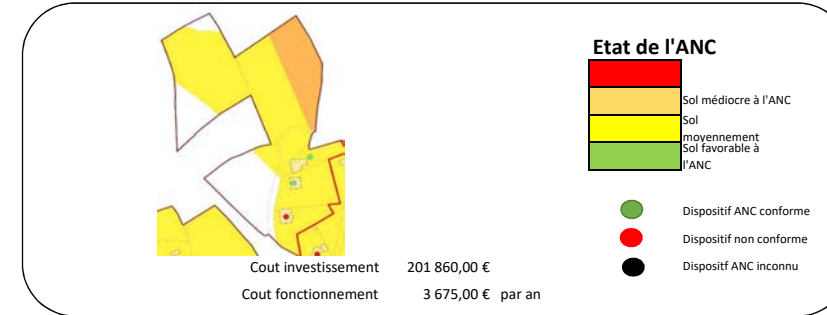 Etat de l'ANC
Sol médiocre à l'ANC
Sol
moyennement
Sol favorable à
l'ANC
Dispositif ANC conforme
Dispositif non conforme
Dispositf ANC inconnu
Cout investissement 201 860,00 €
Cout fonctionnement 3 675,00 € par an